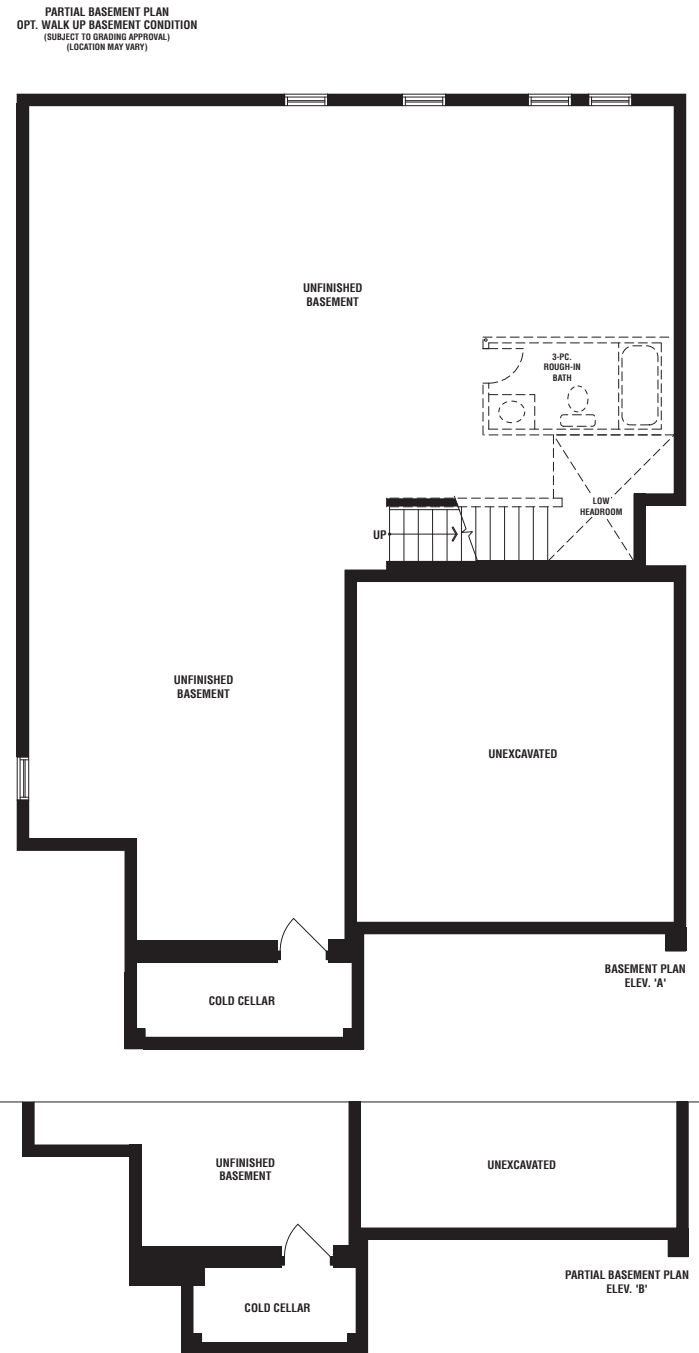 PARTIAL BASEMENT PLAN
OPT. WALK UP BASEMENT CONDITION
(SUBJECT TO GRADING APPROVAL)
(LOCATION MAY VARY)
UNFINISHED
BASEMENT
3-PC.
ROUGH-IN
BATH
LOW
HEADROOM
UP
UNFINISHED
BASEMENT
UNEXCAVATED
BASEMENT PLAN
ELEV. 'A'
COLD CELLAR
UNFINISHED
BASEMENT
UNEXCAVATED
PARTIAL BASEMENT PLAN
ELEV. 'B'
COLD CELLAR